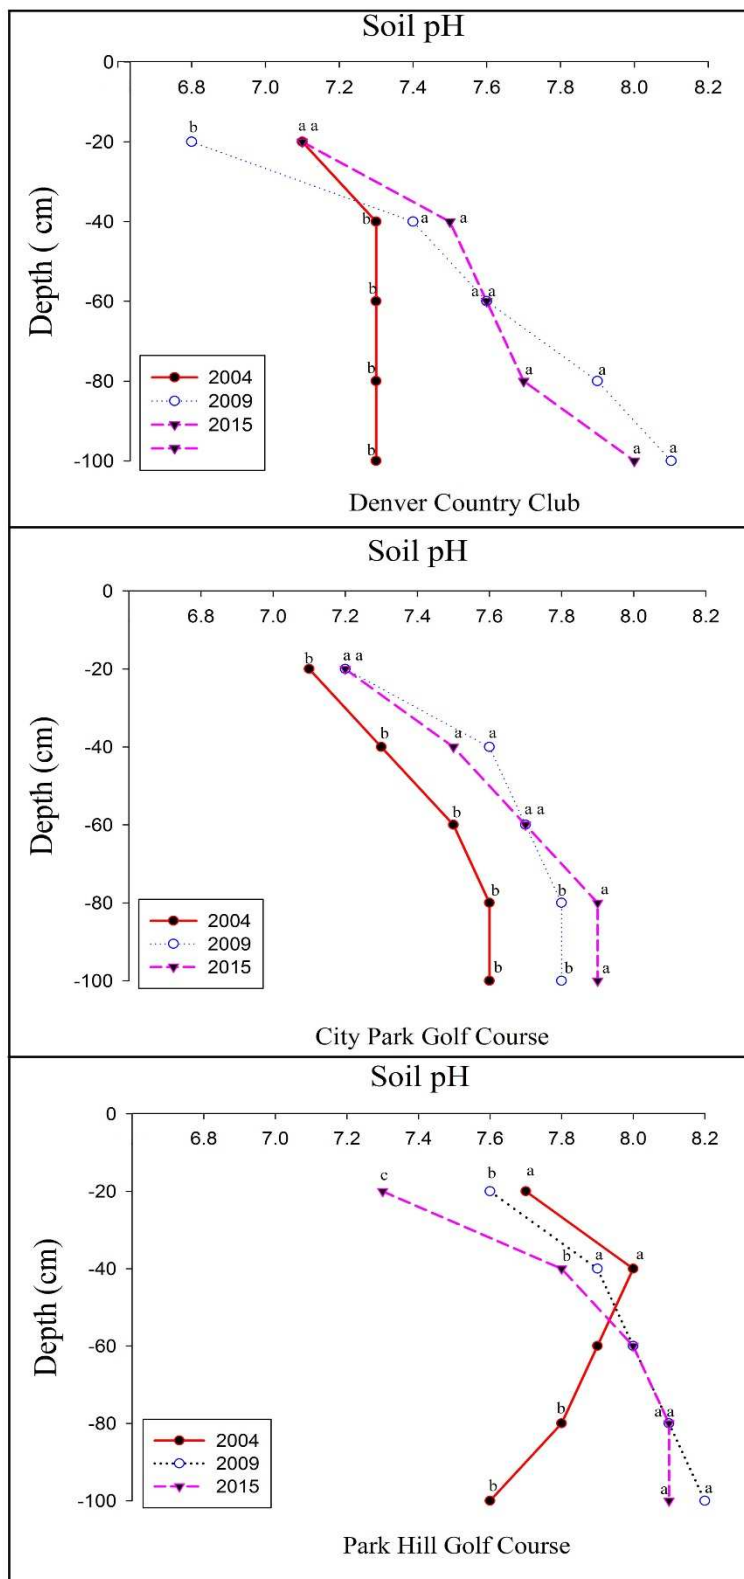 Soil pH
0
6.8 7.0 7.2 7.4 7.6 7.8 8.0 8.2
b
a a
-20
b a a
-40
b a a
-60
b a a
-80
b a a
-100
Depth ( cm)
2004
2009
2015
Denver Country Club
Soil pH
0
6.8 7.0 7.2 7.4 7.6 7.8 8.0 8.2
b a a
-20
b a a
-40
b a a
-60
b b a
-80
b b a
-100
Depth (cm)
2004
2009
2015
City Park Golf Course
Soil pH
0
6.8 7.0 7.2 7.4 7.6 7.8 8.0 8.2
c b a
-20
b a a
-40
-60
b a a
-80
b a a
-100
Depth (cm)
2004
2009
2015
Park Hill Golf Course